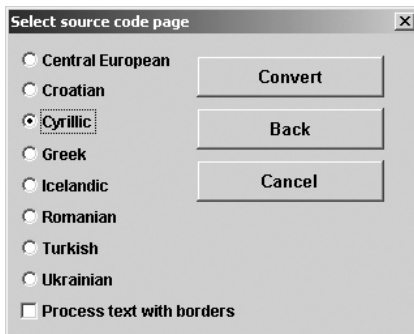 Select source code page
Central European
Croatian
Cyrillic
Greek
Icelandic
Romanian
Turkish
Ukrainian
Process text with borders
Convert
Back
Cancel